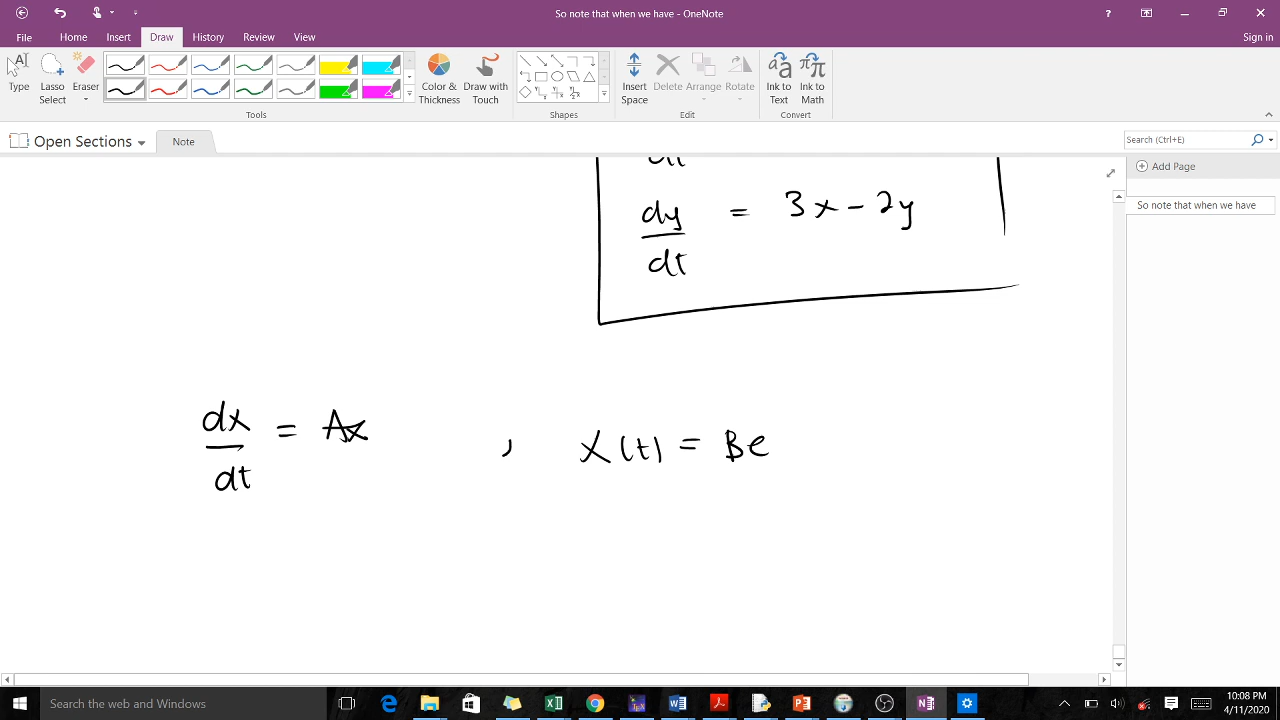 So note that when we have - OneNote
File Home Insert Draw History Review View Sign in
Type Lasso Select Eraser Color & Thickness Draw with Touch Insert Space Delete Arrange Rotate Ink to Text Ink to Math
Tools Shapes Edit Convert
Open Sections Note Search (Ctrl+E)
Add Page
So note that when we have
dy/dt = 3x - 2y
dx/dt = Ax , x(t) = Be
Search the web and Windows
10:08 PM
4/11/2020